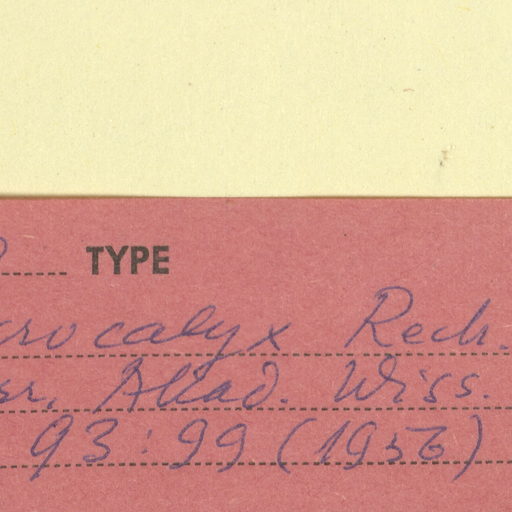 TYPE
crocalyx Rech.
sr. Akad. Wiss.
93: 99 (1956)